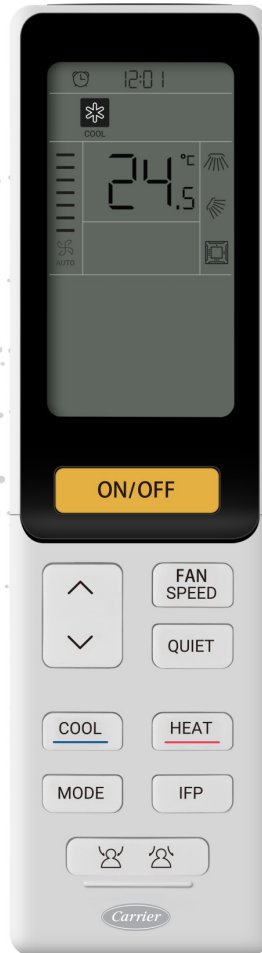 12:01
COOL
24.5 °C
AUTO
ON/OFF
FAN
SPEED
QUIET
COOL
HEAT
MODE
IFP
Carrier